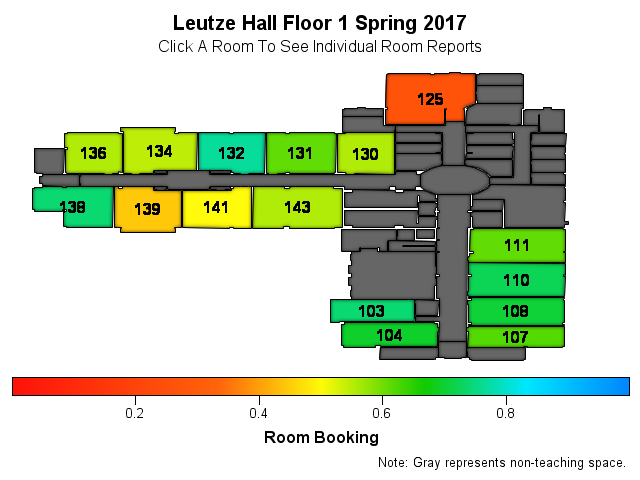 Leutze Hall Floor 1 Spring 2017
Click A Room To See Individual Room Reports
125
136 134 132 131 130
138 139 141 143
111
110
103 108
104 107
0.2 0.4 0.6 0.8
Room Booking
Note: Gray represents non-teaching space.